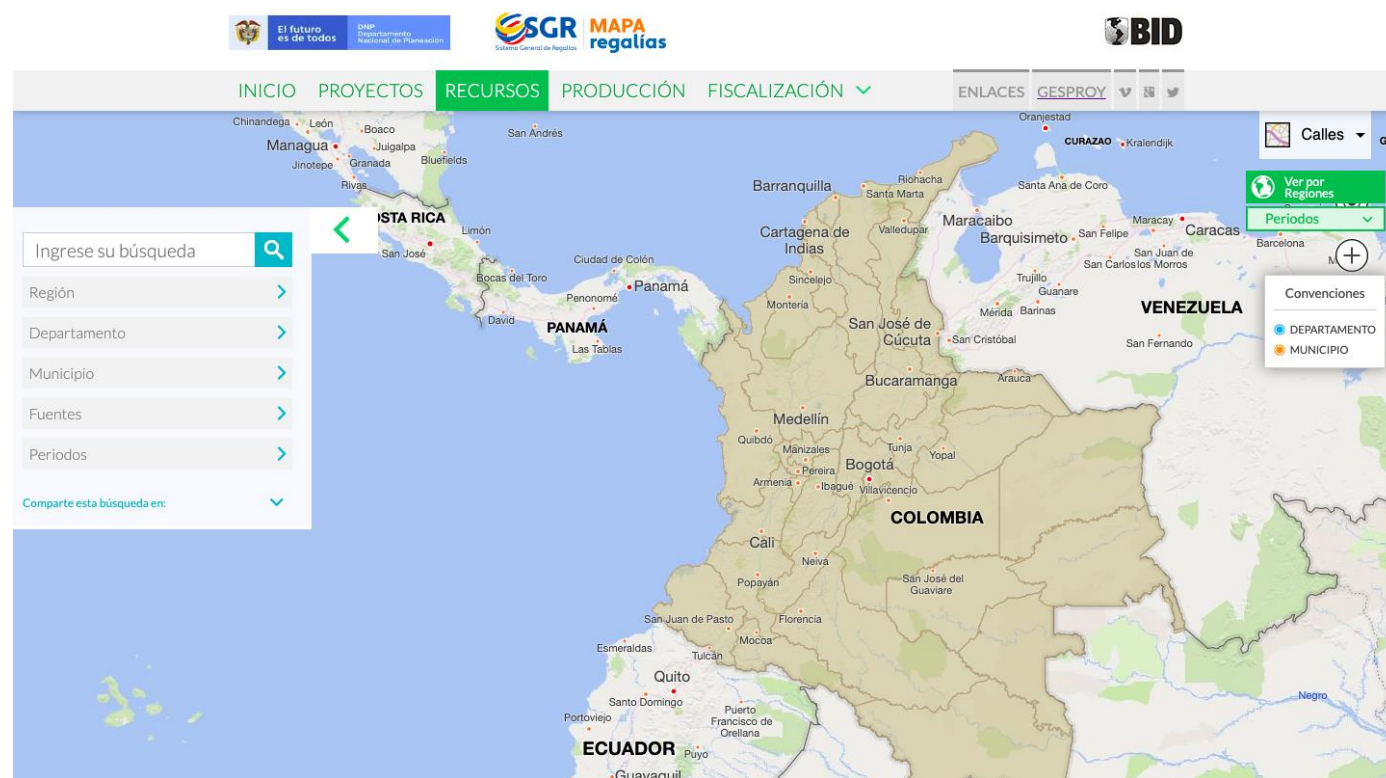 El futuro
es de todos
DNP
Departamento
Nacional de Planeación
SGR
Sistema General de Regalías
MAPA
regalías
BID
INICIO
PROYECTOS
RECURSOS
PRODUCCIÓN
FISCALIZACIÓN
ENLACES
GESPROY
Calles
Ver por
Regiones
Periodos
Convenciones
DEPARTAMENTO
MUNICIPIO
Ingrese su búsqueda
Región
Departamento
Municipio
Fuentes
Periodos
Comparte esta búsqueda en:
Chinandega
León
Boaco
San Andrés
Managua
Juigalpa
Jinotepe
Granada
Bluefields
Rivas
OSTA RICA
Limón
San José
Ciudad de Colón
Bocas del Toro
Penonomé
Panamá
David
PANAMÁ
Las Tablas
Oranjestad
CURAZAO
Kralendijk
Barranquilla
Riohacha
Santa Marta
Santa Ana de Coro
Cartagena de
Indias
Valledupar
Maracaibo
Barquisimeto
San Felipe
Maracay
Caracas
Barcelona
San Juan de
los Morros
San Carlos
Sincelejo
Trujillo
Guanare
Montería
Mérida
Barinas
VENEZUELA
San José de
Cúcuta
San Cristóbal
San Fernando
Bucaramanga
Arauca
Medellín
Quibdó
Manizales
Tunja
Yopal
Pereira
Bogotá
Armenia
Ibagué
Villavicencio
COLOMBIA
Cali
Neiva
Popayán
San José del
Guaviare
San Juan de Pasto
Florencia
Mocoa
Esmeraldas
Tulcán
Quito
Santo Domingo
Portoviejo
Puerto
Francisco de
Orellana
ECUADOR
Puyo
Guayaquil
Negro